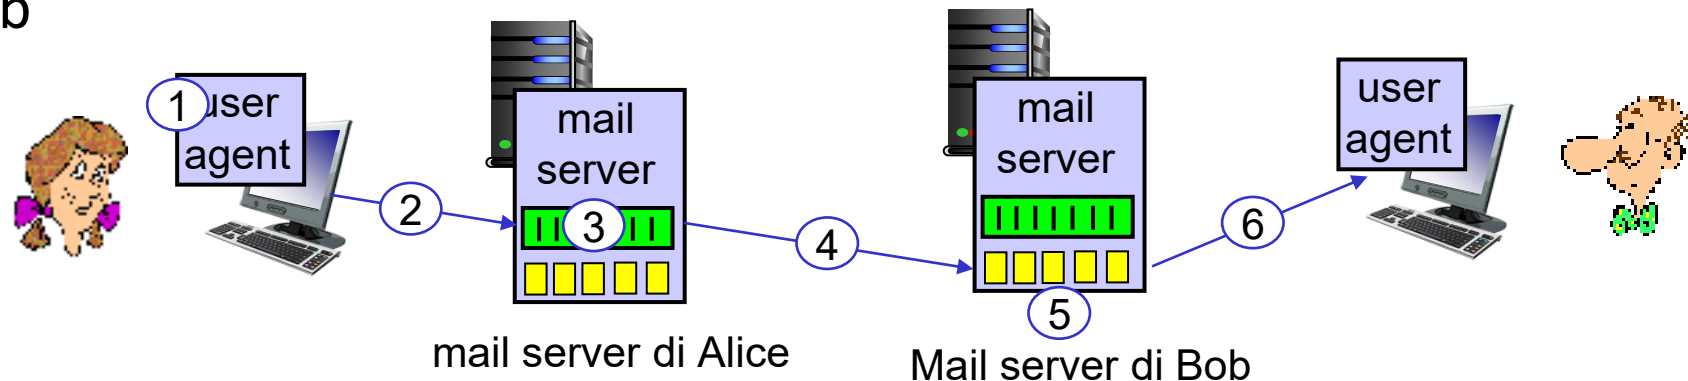 b
1
user
agent
2
mail
server
3
mail server di Alice
4
mail
server
5
Mail server di Bob
6
user
agent